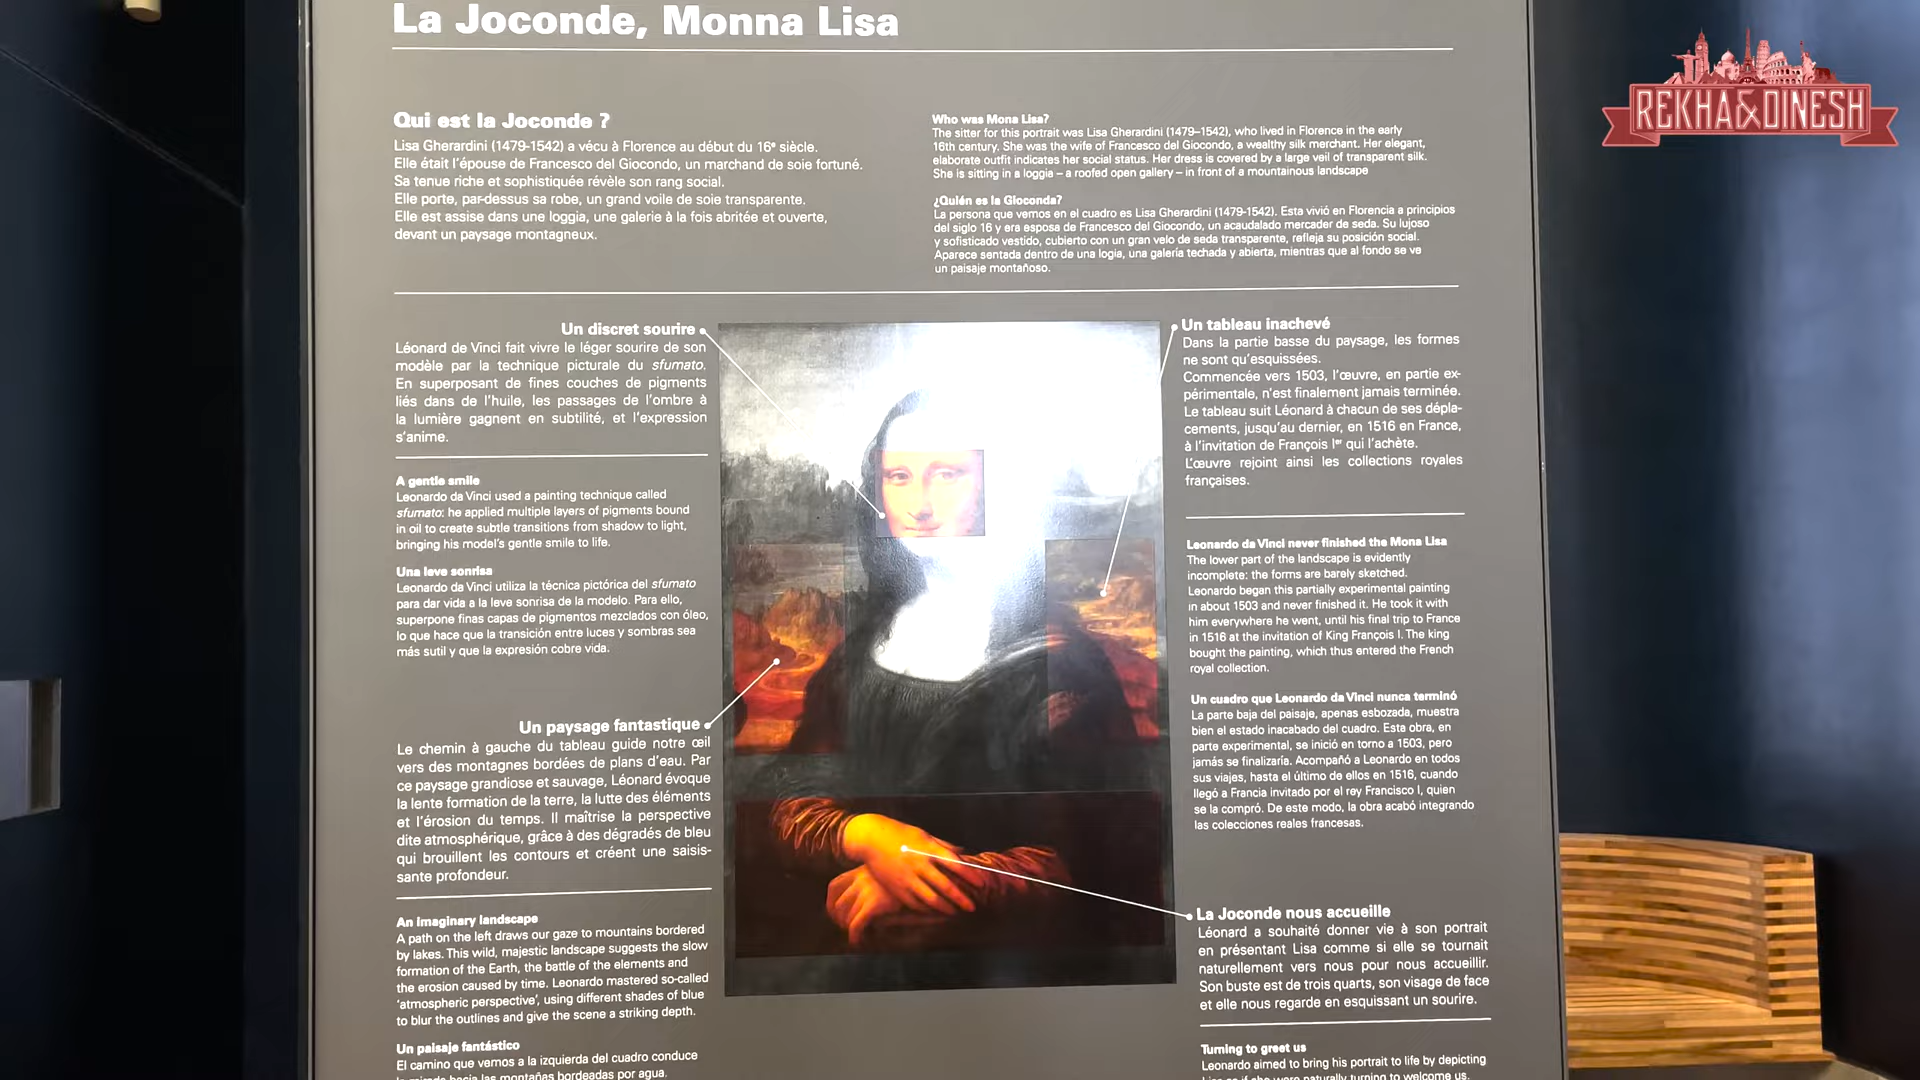 La Joconde, Monna Lisa
Qui est la Joconde ?
Lisa Gherardini (1479-1542) a vécu à Florence au début du 16e siècle.
Elle était l'épouse de Francesco del Giocondo, un marchand de soie fortuné.
Sa tenue riche et sophistiquée révèle son rang social.
Elle porte, par-dessus sa robe, un grand voile de soie transparente.
Elle est assise dans une loggia, une galerie à la fois abritée et ouverte,
devant un paysage montagneux.
Who was Mona Lisa?
The sitter for this portrait was Lisa Gherardini (1479–1542), who lived in Florence in the early
16th century. She was the wife of Francesco del Giocondo, a wealthy silk merchant. Her elegant,
elaborate outfit indicates her social status. Her dress is covered by a large veil of transparent silk.
She is sitting in a loggia – a roofed open gallery – in front of a mountainous landscape
¿Quién es la Gioconda?
La persona que vemos en el cuadro es Lisa Gherardini (1479-1542). Esta vivió en Florencia a principios
del siglo 16 y era esposa de Francesco del Giocondo, un acaudalado mercader de seda. Su lujoso
y sofisticado vestido, cubierto con un gran velo de seda transparente, refleja su posición social.
Aparece sentada dentro de una logia, una galería techada y abierta, mientras que al fondo se ve
un paisaje montañoso.
Un discret sourire
Léonard de Vinci fait vivre le léger sourire de son
modèle par la technique picturale du sfumato.
En superposant de fines couches de pigments
liés dans de l'huile, les passages de l'ombre à
la lumière gagnent en subtilité, et l'expression
s'anime.
A gentle smile
Leonardo da Vinci used a painting technique called
sfumato: he applied multiple layers of pigments bound
in oil to create subtle transitions from shadow to light,
bringing his model's gentle smile to life.
Una leve sonrisa
Leonardo da Vinci utiliza la técnica pictórica del sfumato
para dar vida a la leve sonrisa de la modelo. Para ello,
superpone finas capas de pigmentos mezclados con óleo,
lo que hace que la transición entre luces y sombras sea
más sutil y que la expresión cobre vida.
Un paysage fantastique
Le chemin à gauche du tableau guide notre œil
vers des montagnes bordées de plans d'eau. Par
ce paysage grandiose et sauvage, Léonard évoque
la lente formation de la terre, la lutte des éléments
et l'érosion du temps. Il maîtrise la perspective
dite atmosphérique, grâce à des dégradés de bleu
qui brouillent les contours et créent une saisis-
sante profondeur.
An imaginary landscape
A path on the left draws our gaze to mountains bordered
by lakes. This wild, majestic landscape suggests the slow
formation of the Earth, the battle of the elements and
the erosion caused by time. Leonardo mastered so-called
'atmospheric perspective', using different shades of blue
to blur the outlines and give the scene a striking depth.
Un paisaje fantástico
El camino que vemos a la izquierda del cuadro conduce
la mirada hacia las montañas bordeadas por agua.
Un tableau inachevé
Dans la partie basse du paysage, les formes
ne sont qu'esquissées.
Commencée vers 1503, l'œuvre, en partie ex-
périmentale, n'est finalement jamais terminée.
Le tableau suit Léonard à chacun de ses dépla-
cements, jusqu'au dernier, en 1516 en France,
à l'invitation de François Ier qui l'achète.
L'œuvre rejoint ainsi les collections royales
françaises.
Leonardo da Vinci never finished the Mona Lisa
The lower part of the landscape is evidently
incomplete: the forms are barely sketched.
Leonardo began this partially experimental painting
in about 1503 and never finished it. He took it with
him everywhere he went, until his final trip to France
in 1516 at the invitation of King François I. The king
bought the painting, which thus entered the French
royal collection.
Un cuadro que Leonardo da Vinci nunca terminó
La parte baja del paisaje, apenas esbozada, muestra
bien el estado inacabado del cuadro. Esta obra, en
parte experimental, se inició en torno a 1503, pero
jamás se finalizaría. Acompañó a Leonardo en todos
sus viajes, hasta el último de ellos en 1516, cuando
llegó a Francia invitado por el rey Francisco I, quien
se la compró. De este modo, la obra acabó integrando
las colecciones reales francesas.
La Joconde nous accueille
Léonard a souhaité donner vie à son portrait
en présentant Lisa comme si elle se tournait
naturellement vers nous pour nous accueillir.
Son buste est de trois quarts, son visage de face
et elle nous regarde en esquissant un sourire.
Turning to greet us
Leonardo aimed to bring his portrait to life by depicting
Lisa as if she were naturally turning to welcome us.
REKHA&DINESH